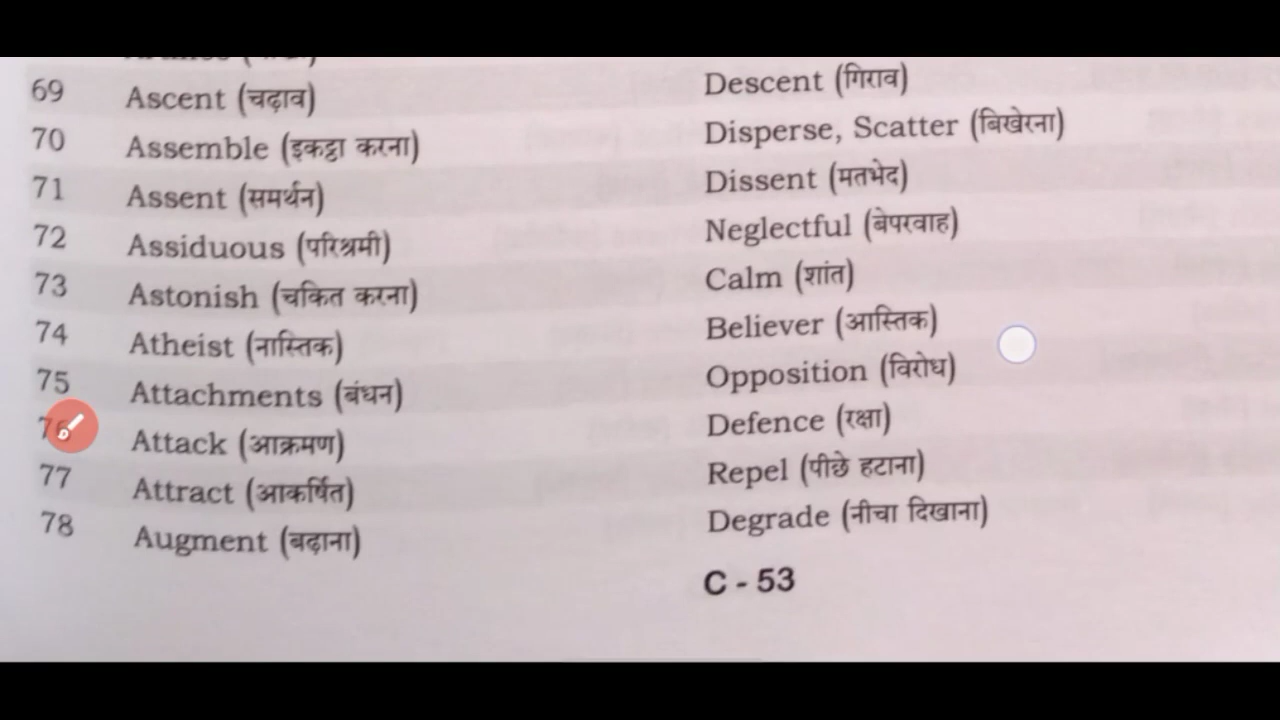 69 Ascent (चढ़ाव) Descent (गिराव)
70 Assemble (इकट्ठा करना) Disperse, Scatter (बिखेरना)
71 Assent (समर्थन) Dissent (मतभेद)
72 Assiduous (परिश्रमी) Neglectful (बेपरवाह)
73 Astonish (चकित करना) Calm (शांत)
74 Atheist (नास्तिक) Believer (आस्तिक)
75 Attachments (बंधन) Opposition (विरोध)
76 Attack (आक्रमण) Defence (रक्षा)
77 Attract (आकर्षित) Repel (पीछे हटाना)
78 Augment (बढ़ाना) Degrade (नीचा दिखाना)
C - 53